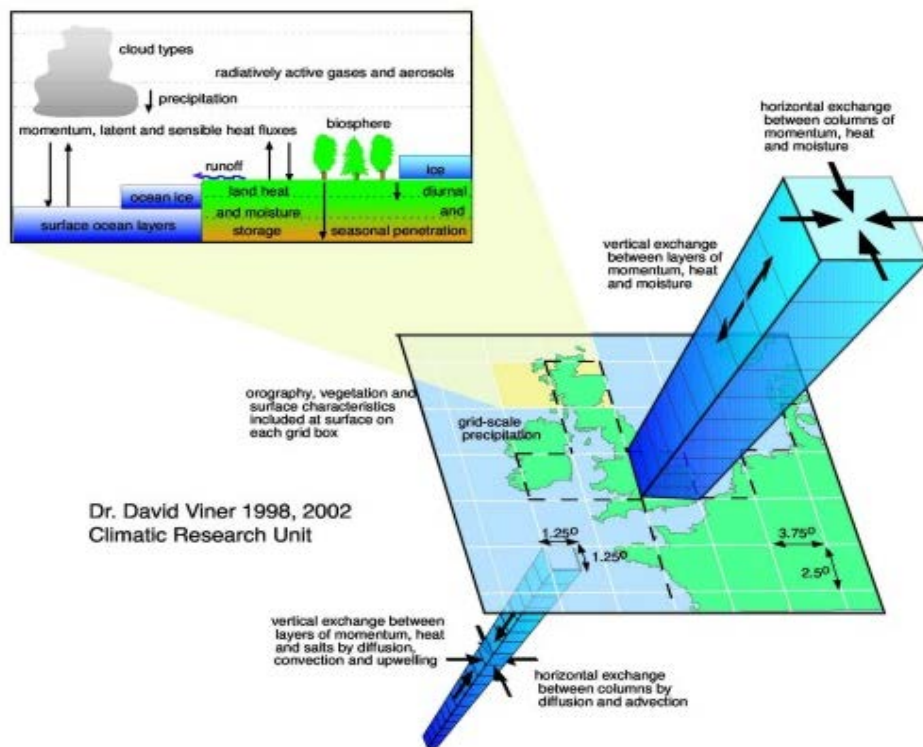 cloud types
radiatively active gases and aerosols
precipitation
momentum, latent and sensible heat fluxes
biosphere
runoff
ice
ocean ice
land heat
diurnal
and moisture
and
surface ocean layers
storage
seasonal penetration
horizontal exchange
between columns of
momentum, heat
and moisture
vertical exchange
between layers of
momentum, heat
and moisture
orography, vegetation and
surface characteristics
included at surface on
each grid box
grid-scale
precipitation
Dr. David Viner 1998, 2002
Climatic Research Unit
1.25º
1.25º
3.75º
2.5º
vertical exchange between
layers of momentum, heat
and salts by diffusion,
convection and upwelling
horizontal exchange
between columns by
diffusion and advection